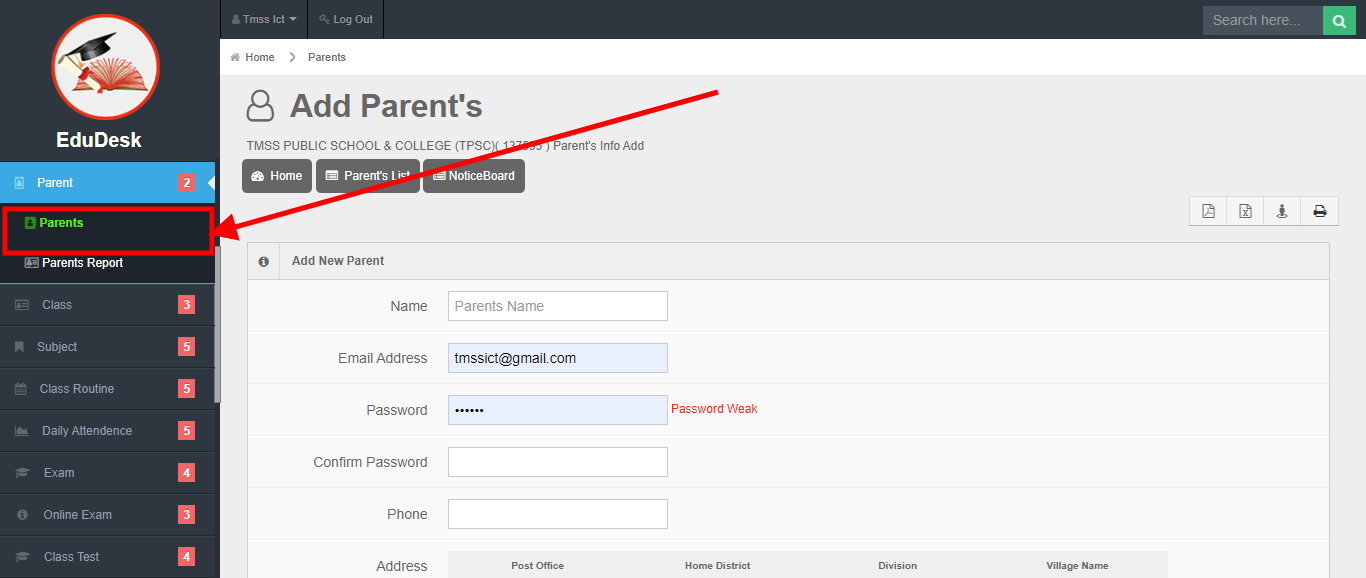 Tmss Ict
Log Out
Search here...
EduDesk
Home
Parents
Add Parent's
TMSS PUBLIC SCHOOL & COLLEGE (TPSC)( ) Parent's Info Add
Home
Parent's List
NoticeBoard
Parent 2
Parents
Parents Report
Class 3
Subject 5
Class Routine 5
Daily Attendence 5
Exam 4
Online Exam 3
Class Test 4
Add New Parent
Name Parents Name
Email Address tmssict@gmail.com
Password •••••• Password Weak
Confirm Password
Phone
Address Post Office Home District Division Village Name